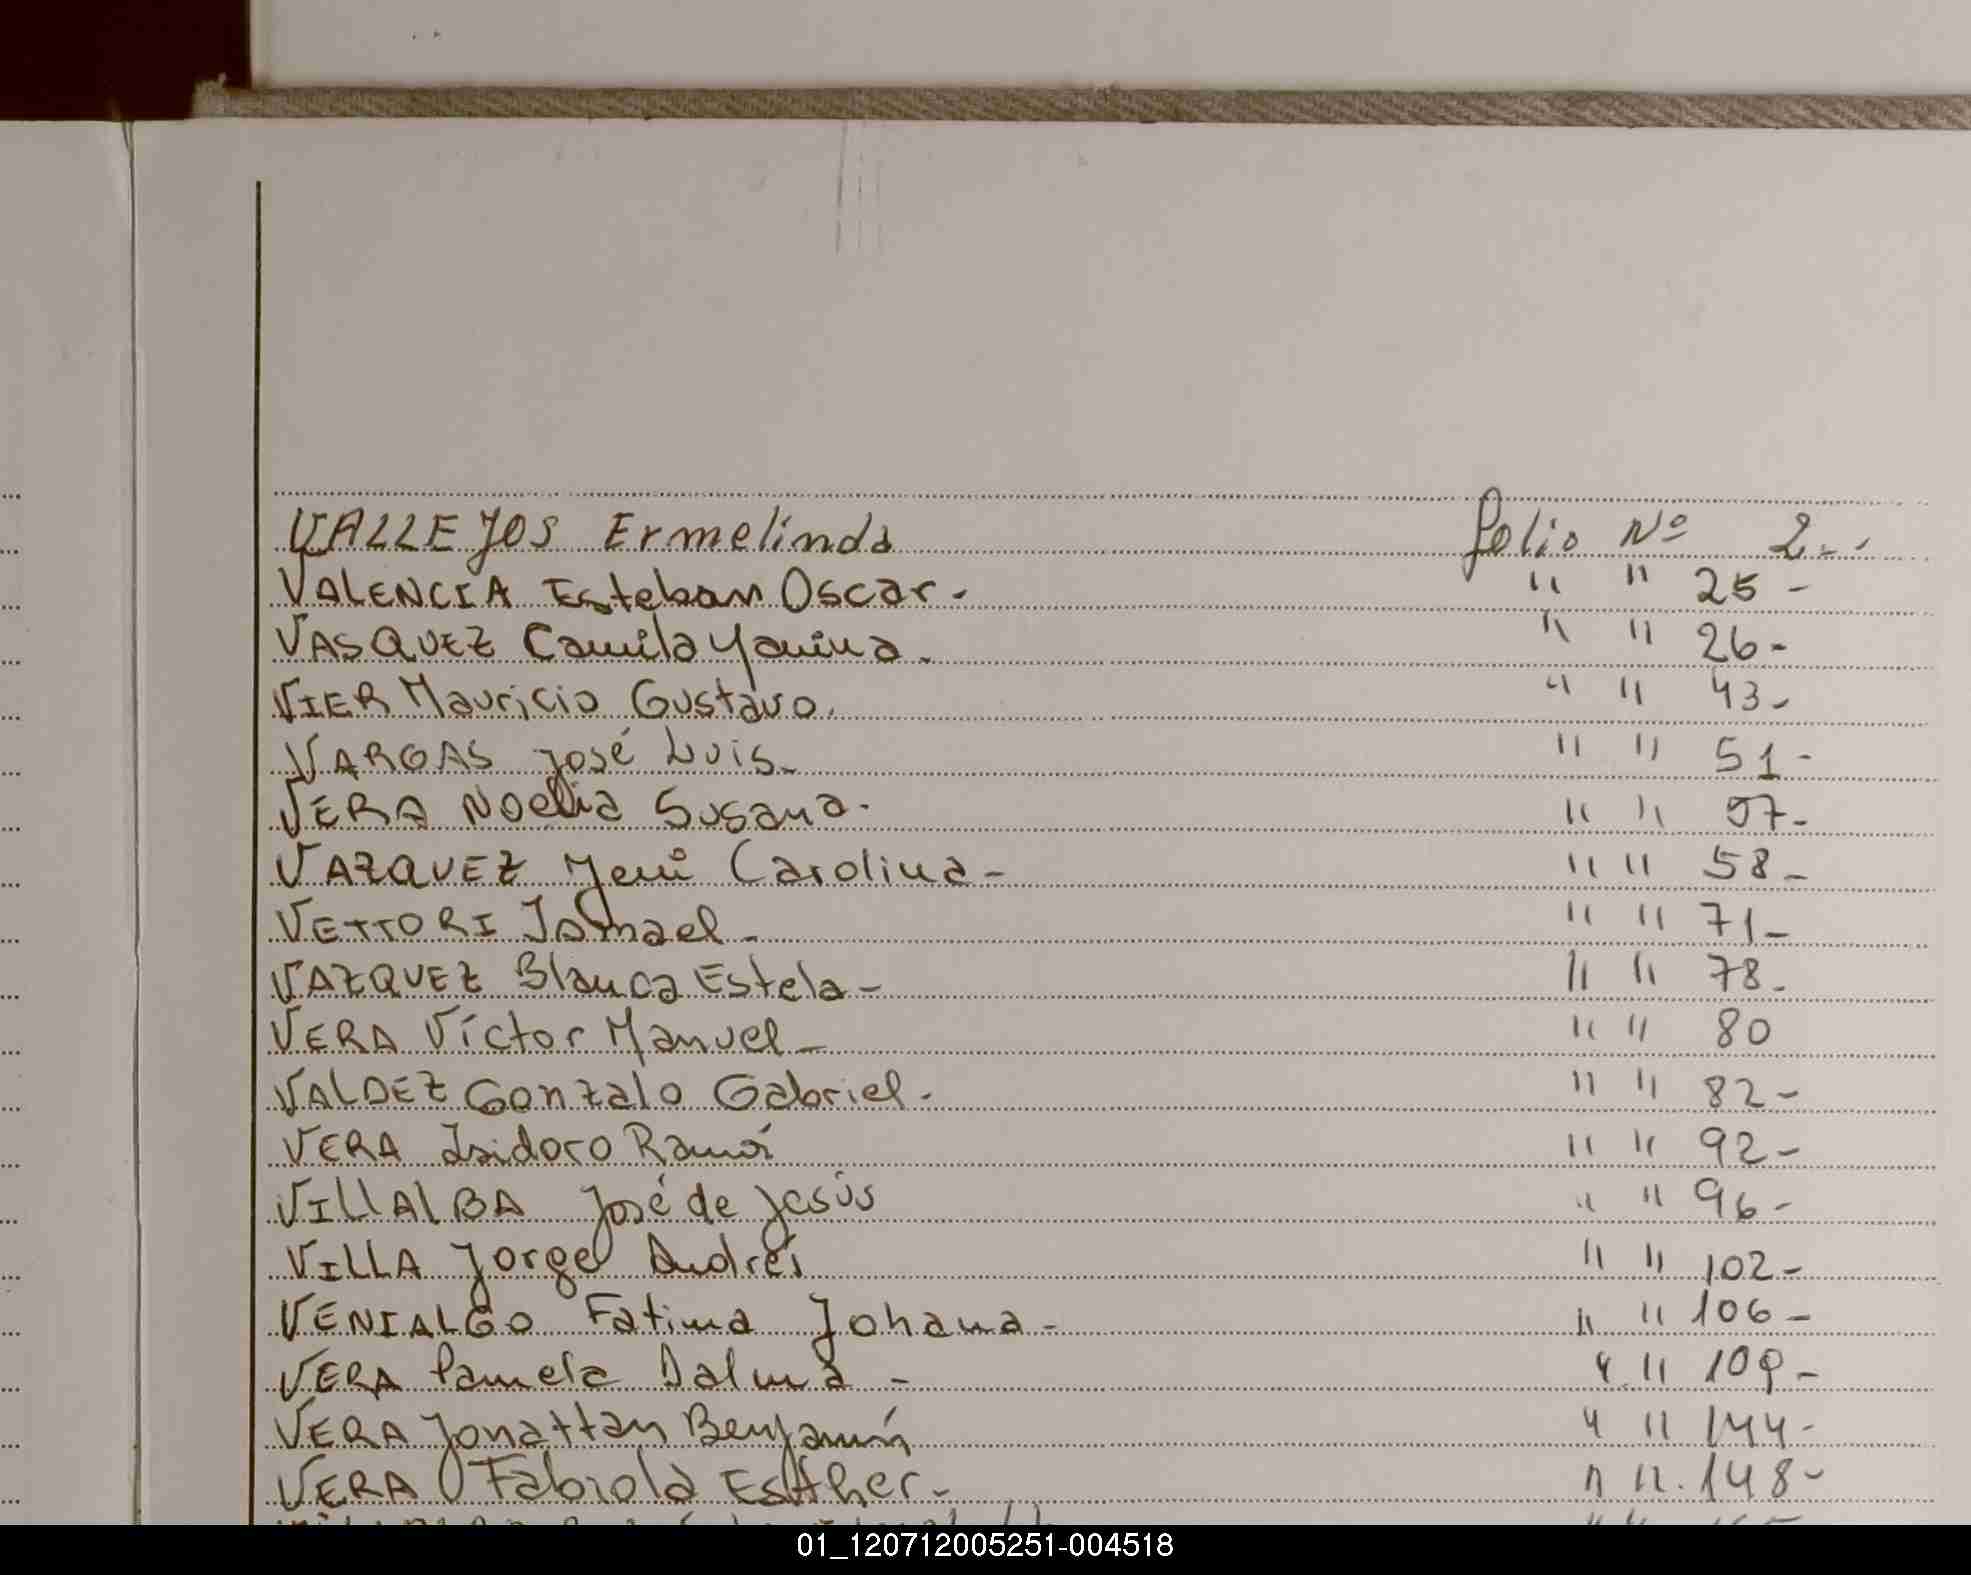 VALLEJOS Ermelinda folio Nº 2--
VALENCIA Esteban Oscar. " " 25-
VASQUEZ Camila Yanina. " " 26-
VIER Mauricio Gustavo. " " 43-
VARGAS José Luis- " " 51-
VERA Noelia Susana. " " 57-
VAZQUEZ Yeni Carolina- " " 58-
VETTORI Ismael- " " 71-
VAZQUEZ Blanca Estela- " " 78-
VERA Víctor Manuel- " " 80
VALDEZ Gonzalo Gabriel. " " 82-
VERA Isidoro Ramó " " 92-
VILLALBA José de Jesús " " 96-
VILLA Jorge Andrés " " 102-
VENIALGO Fatima Johana- " " 106-
VERA Pamela Dalma- " " 109-
VERA Jonattan Benjamín " " 144-
VERA Fabiola Esther- " " 148-
01_120712005251-004518